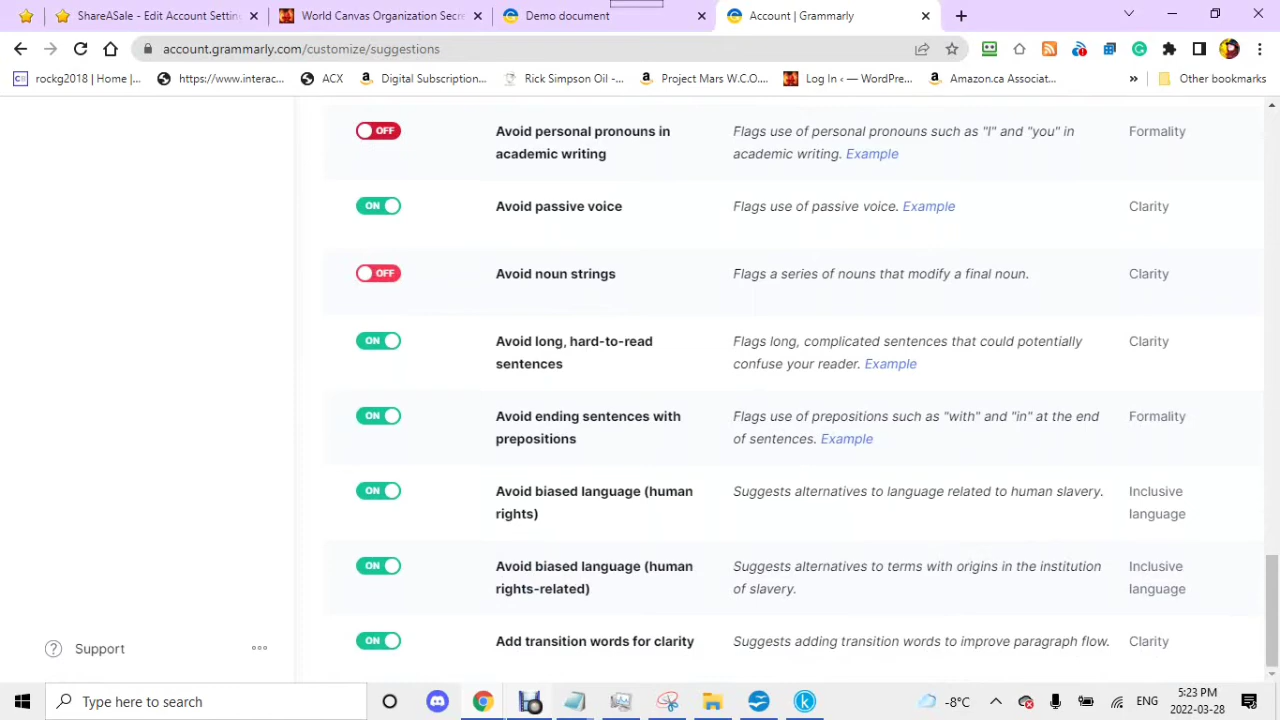 ShareASale - Edit Account Settin
World Canvas Organization Secr
Demo document
Account | Grammarly
account.grammarly.com/customize/suggestions
rockg2018 | Home |...
https://www.interac...
ACX
Digital Subscription...
Rick Simpson Oil -...
Project Mars W.C.O....
Log In ‹ — WordPre...
Amazon.ca Associat...
»
Other bookmarks
OFF
Avoid personal pronouns in
academic writing
Flags use of personal pronouns such as "I" and "you" in
academic writing. Example
Formality
ON
Avoid passive voice
Flags use of passive voice. Example
Clarity
OFF
Avoid noun strings
Flags a series of nouns that modify a final noun.
Clarity
ON
Avoid long, hard-to-read
sentences
Flags long, complicated sentences that could potentially
confuse your reader. Example
Clarity
ON
Avoid ending sentences with
prepositions
Flags use of prepositions such as "with" and "in" at the end
of sentences. Example
Formality
ON
Avoid biased language (human
rights)
Suggests alternatives to language related to human slavery.
Inclusive
language
ON
Avoid biased language (human
rights-related)
Suggests alternatives to terms with origins in the institution
of slavery.
Inclusive
language
ON
Add transition words for clarity
Suggests adding transition words to improve paragraph flow.
Clarity
Support
Type here to search
-8°C
ENG
5:23 PM
2022-03-28